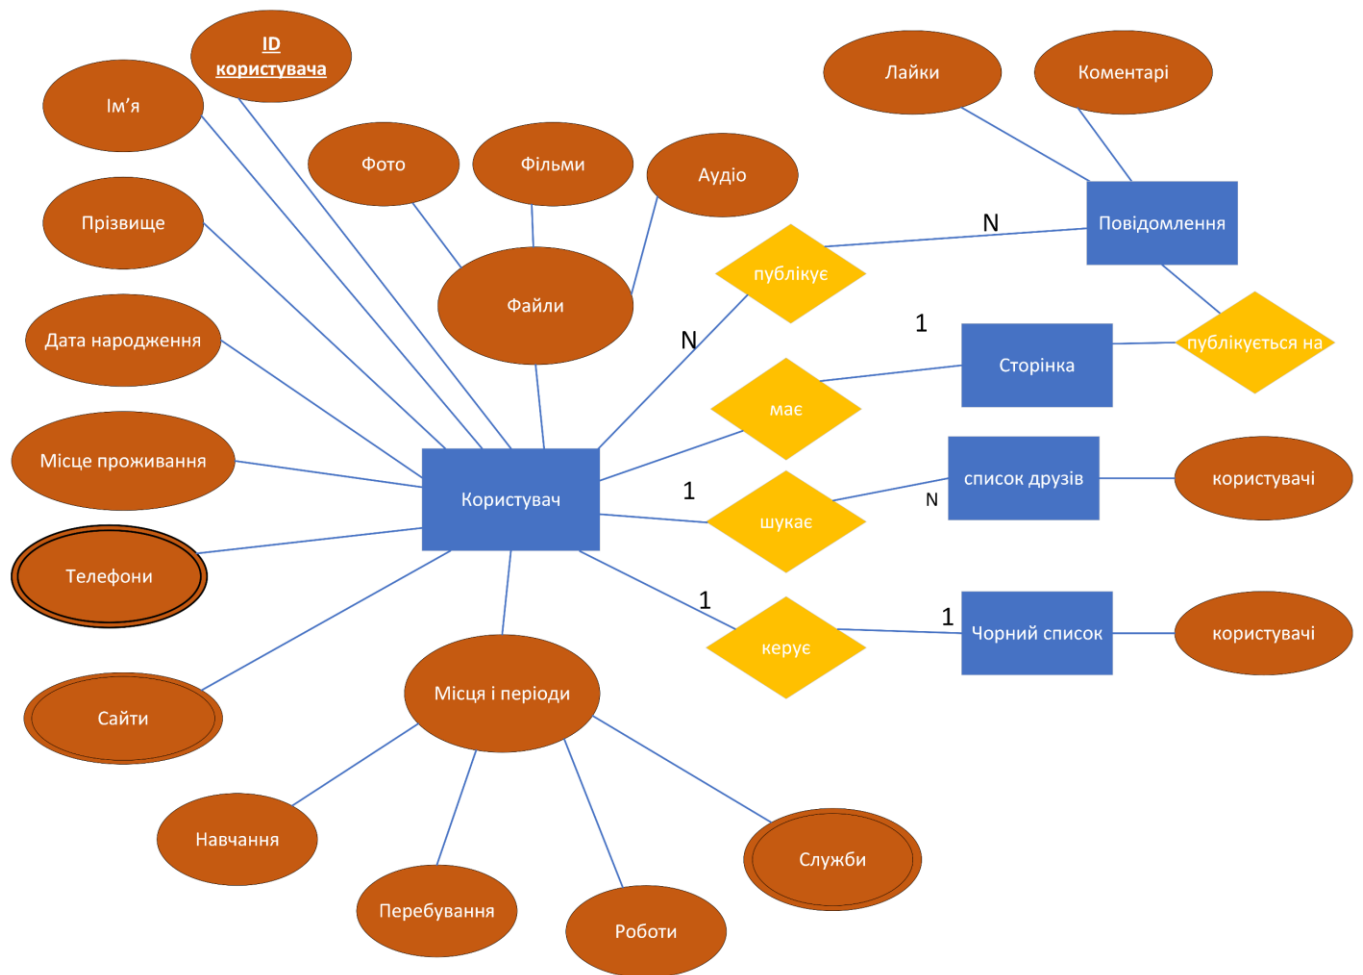 ID
користувача
Ім’я
Лайки
Коментарі
Фото
Фільми
Аудіо
Прізвище
N
Повідомлення
публікує
Файли
Дата народження
N
1
публікується на
Сторінка
має
Місце проживання
Користувач
1
список друзів
користувачі
N
шукає
Телефони
1
1
Чорний список
користувачі
керує
Місця і періоди
Сайти
Навчання
Служби
Перебування
Роботи